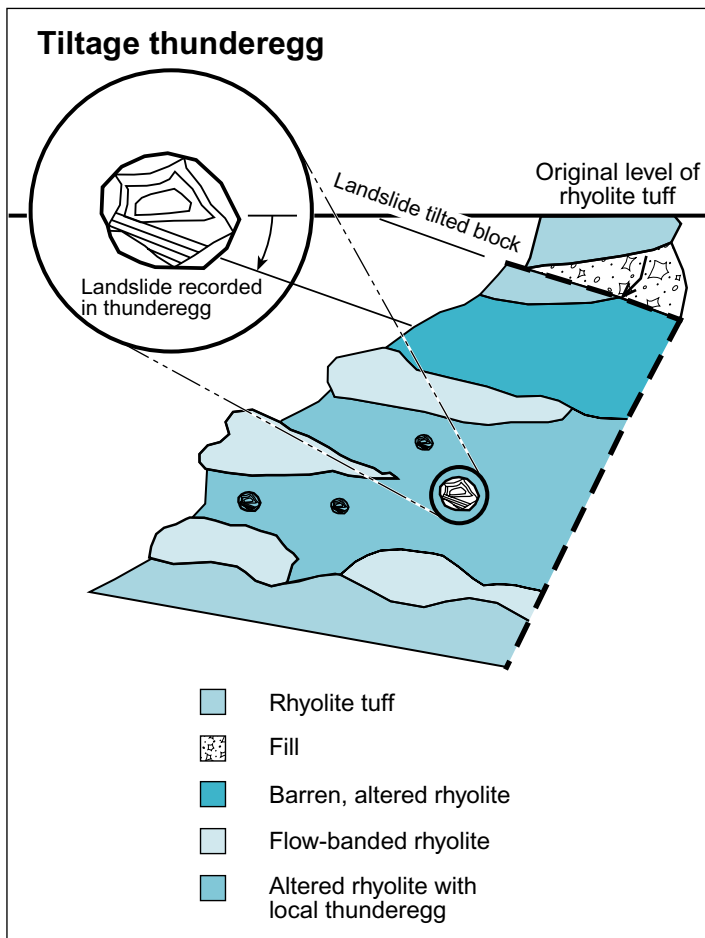 Tiltage thunderegg
Original level of
rhyolite tuff
Landslide tilted block
Landslide recorded
in thunderegg
Rhyolite tuff
Fill
Barren, altered rhyolite
Flow-banded rhyolite
Altered rhyolite with
local thunderegg